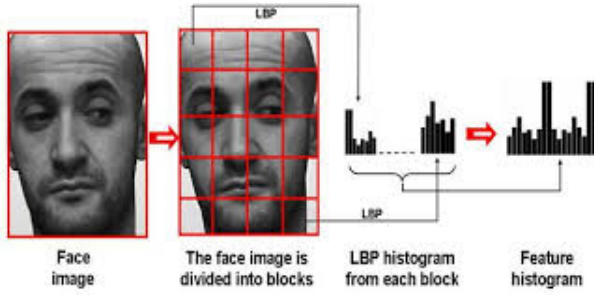 LBP
LBP
Face
image
The face image is
divided into blocks
LBP histogram
from each block
Feature
histogram